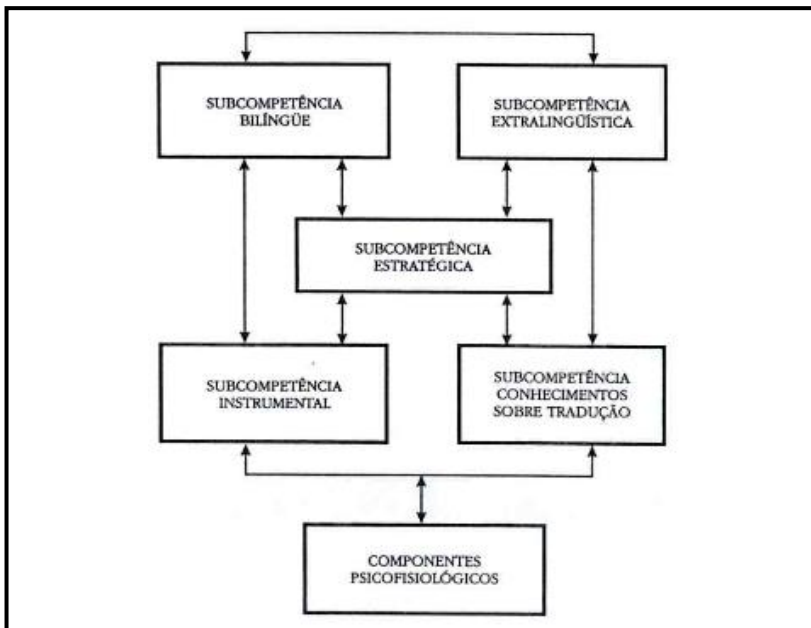 SUBCOMPETÊNCIA
BILÍNGÜE
SUBCOMPETÊNCIA
EXTRALINGÜÍSTICA
SUBCOMPETÊNCIA
ESTRATÉGICA
SUBCOMPETÊNCIA
INSTRUMENTAL
SUBCOMPETÊNCIA
CONHECIMENTOS
SOBRE TRADUÇÃO
COMPONENTES
PSICOFISIOLÓGICOS